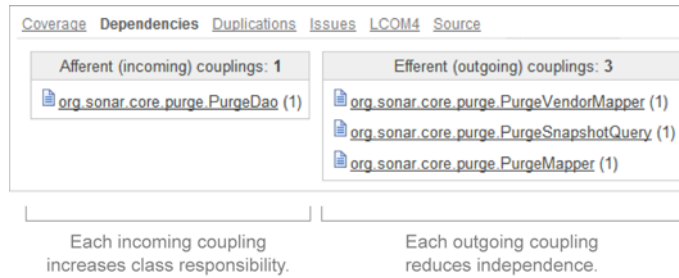 Coverage Dependencies Duplications Issues LCOM4 Source
Afferent (incoming) couplings: 1
org.sonar.core.purge.PurgeDao (1)
Efferent (outgoing) couplings: 3
org.sonar.core.purge.PurgeVendorMapper (1)
org.sonar.core.purge.PurgeSnapshotQuery (1)
org.sonar.core.purge.PurgeMapper (1)
Each incoming coupling
increases class responsibility.
Each outgoing coupling
reduces independence.